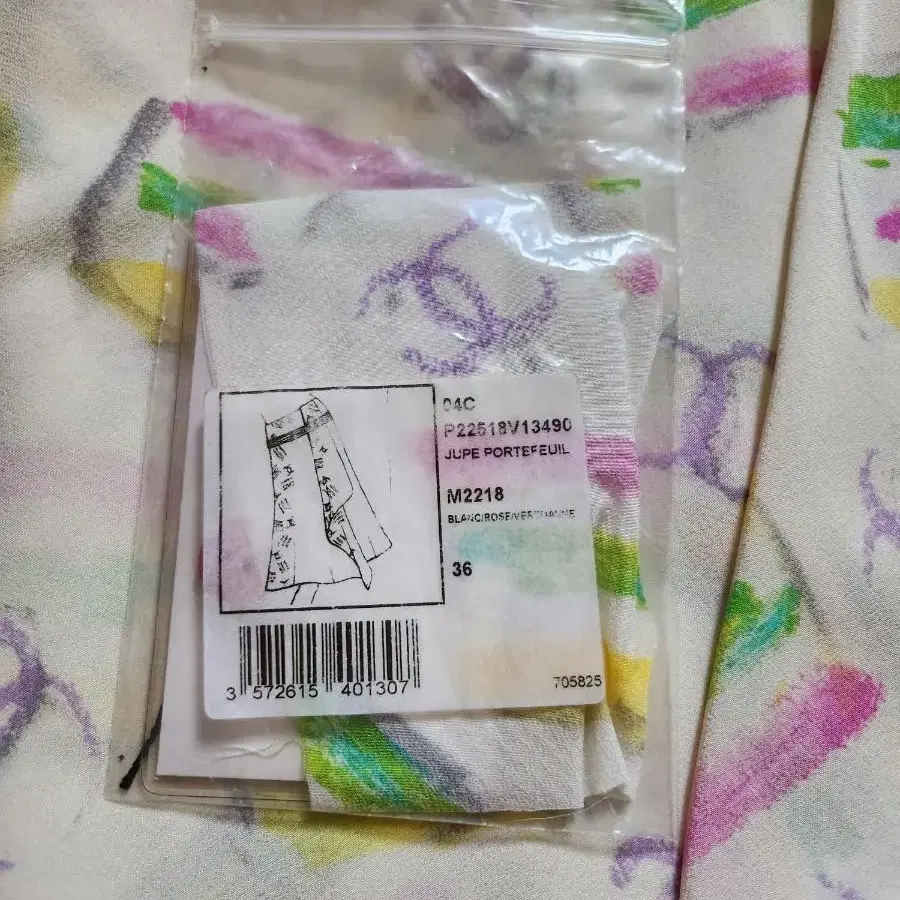 04C
P22518V13490
JUPE PORTEFEUIL
M2218
BLANC/ROSE/VERT/JAUNE
36
3 572615 401307
705825